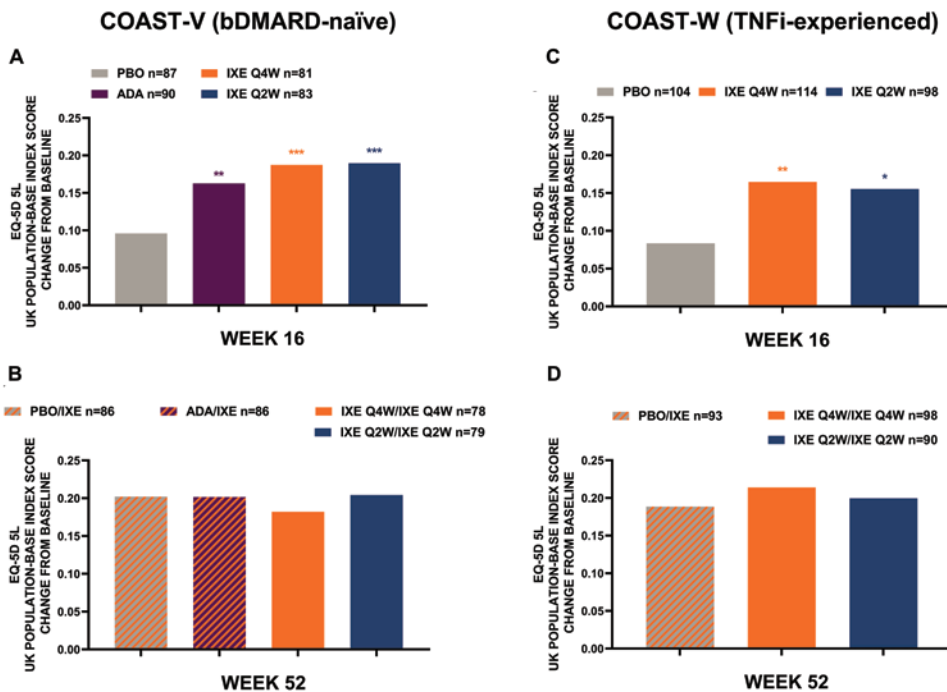 COAST-V (bDMARD-naïve)
COAST-W (TNFi-experienced)
A
PBO n=87
IXE Q4W n=81
ADA n=90
IXE Q2W n=83
EQ-5D 5L
UK POPULATION-BASE INDEX SCORE
CHANGE FROM BASELINE
0.25
0.20
0.15
0.10
0.05
0.00
**
***
***
WEEK 16
C
PBO n=104
IXE Q4W n=114
IXE Q2W n=98
EQ-5D 5L
UK POPULATION-BASE INDEX SCORE
CHANGE FROM BASELINE
0.25
0.20
0.15
0.10
0.05
0.00
**
*
WEEK 16
B
PBO/IXE n=86
ADA/IXE n=86
IXE Q4W/IXE Q4W n=78
IXE Q2W/IXE Q2W n=79
EQ-5D 5L
UK POPULATION-BASE INDEX SCORE
CHANGE FROM BASELINE
0.25
0.20
0.15
0.10
0.05
0.00
WEEK 52
D
PBO/IXE n=93
IXE Q4W/IXE Q4W n=98
IXE Q2W/IXE Q2W n=90
EQ-5D 5L
UK POPULATION-BASE INDEX SCORE
CHANGE FROM BASELINE
0.25
0.20
0.15
0.10
0.05
0.00
WEEK 52